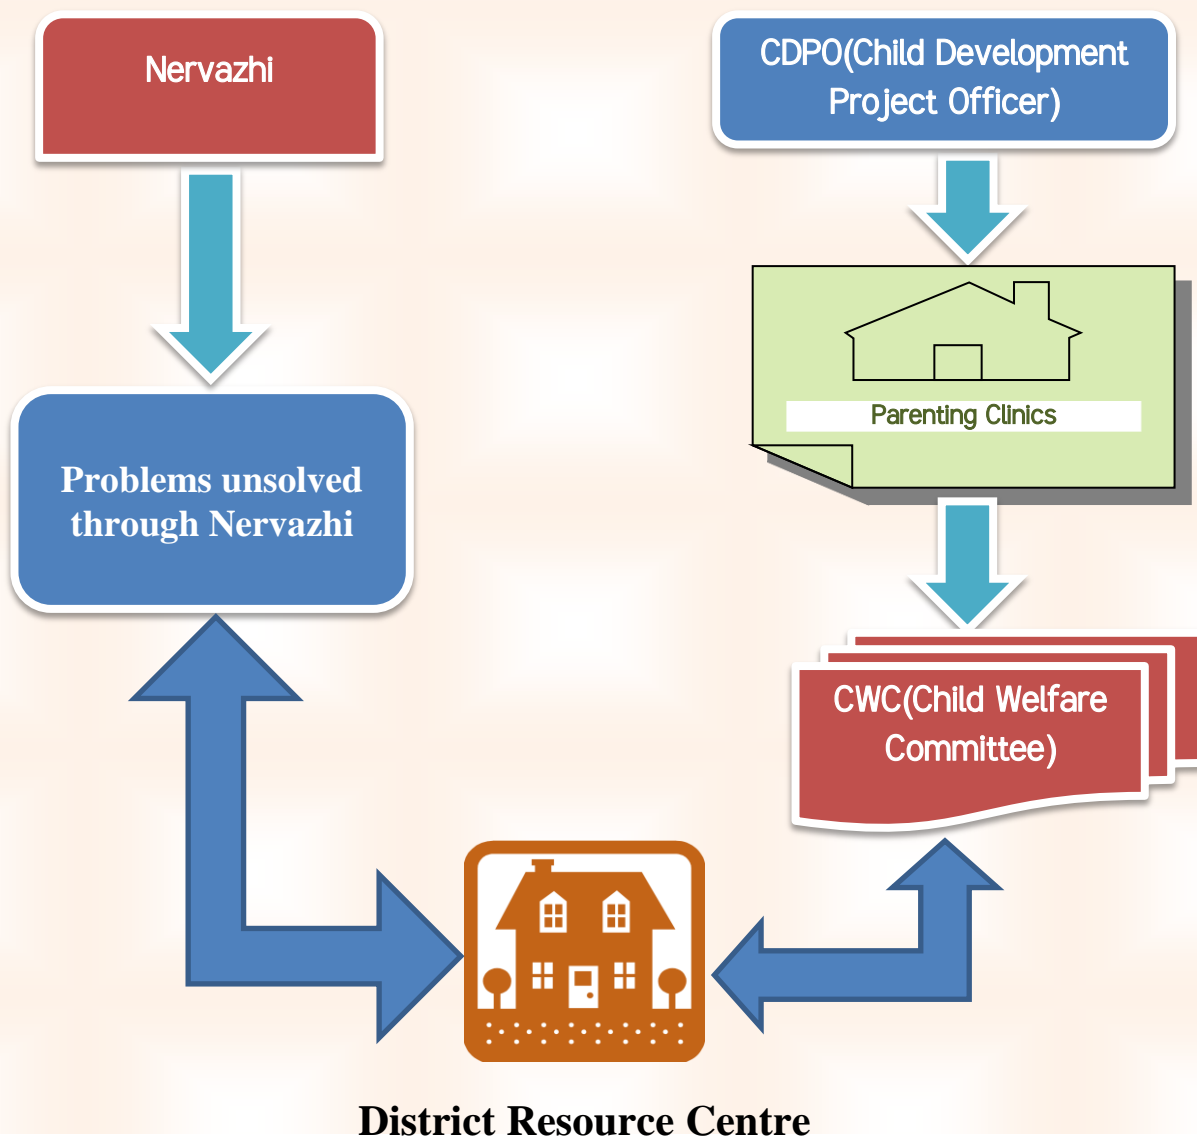 Nervazhi
CDPO(Child Development
Project Officer)
Parenting Clinics
Problems unsolved
through Nervazhi
CWC(Child Welfare
Committee)
District Resource Centre